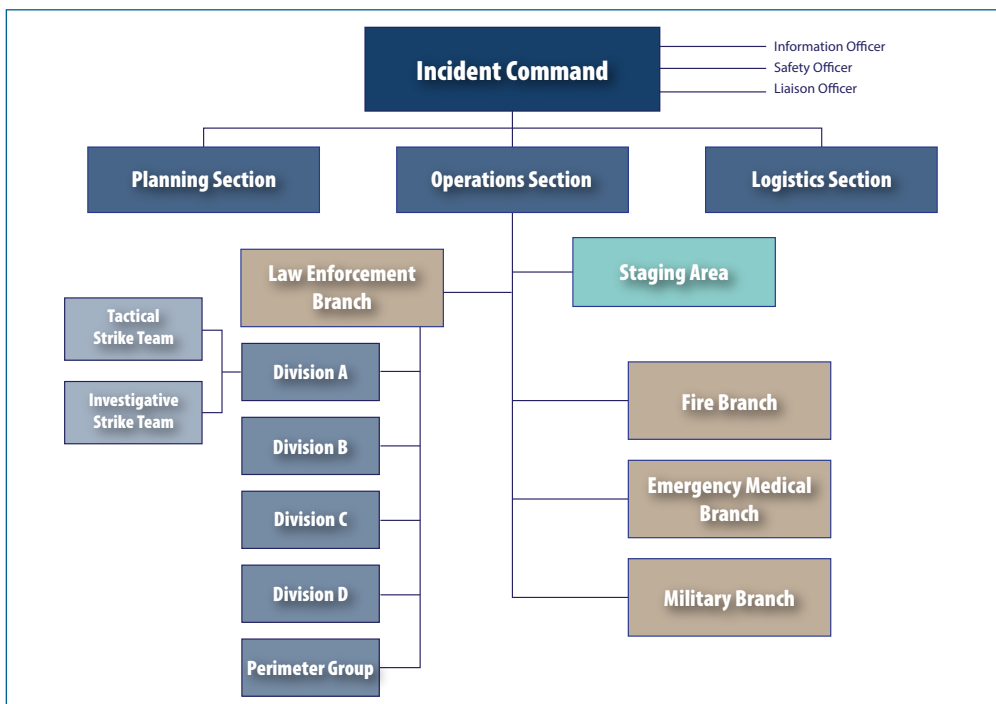 Incident Command
Information Officer
Safety Officer
Liaison Officer
Planning Section
Operations Section
Logistics Section
Law Enforcement
Branch
Staging Area
Tactical
Strike Team
Investigative
Strike Team
Division A
Division B
Division C
Division D
Perimeter Group
Fire Branch
Emergency Medical
Branch
Military Branch